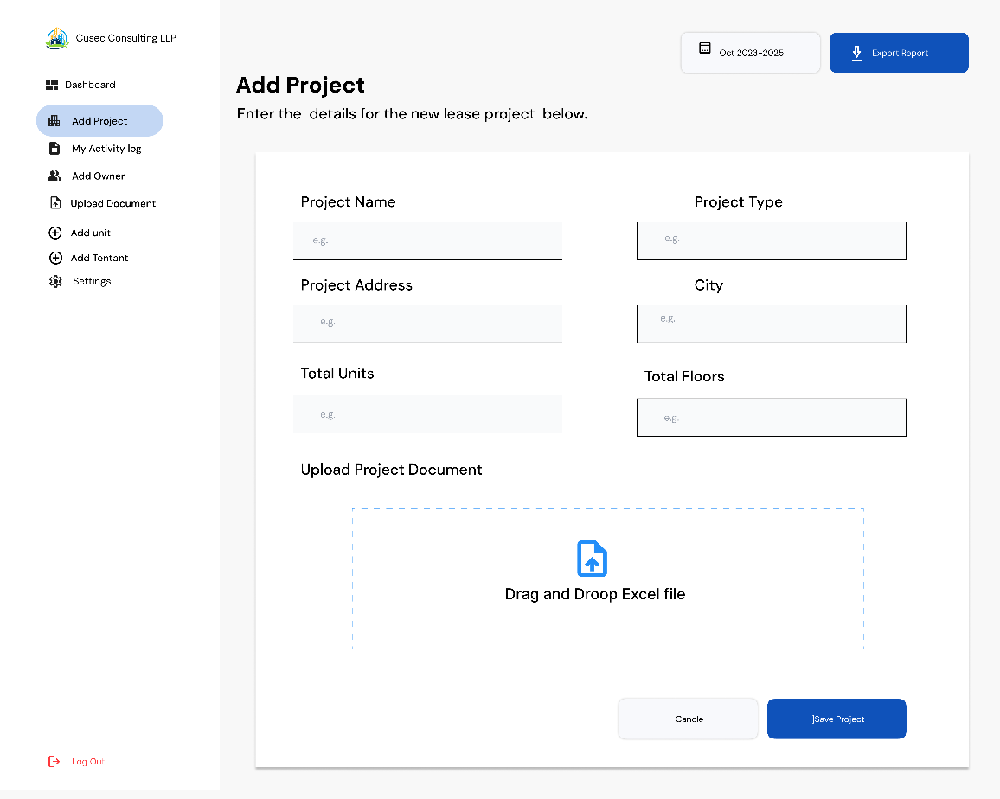 Cusec Consulting LLP
Dashboard
Add Project
My Activity log
Add Owner
Upload Document.
Add unit
Add Tentant
Settings
Log Out
Oct 2023-2025
Export Report
Add Project
Enter the details for the new lease project below.
Project Name
Project Type
e.g.
e.g.
Project Address
City
e.g.
e.g.
Total Units
Total Floors
e.g.
e.g.
Upload Project Document
Drag and Droop Excel file
Cancle
]Save Project